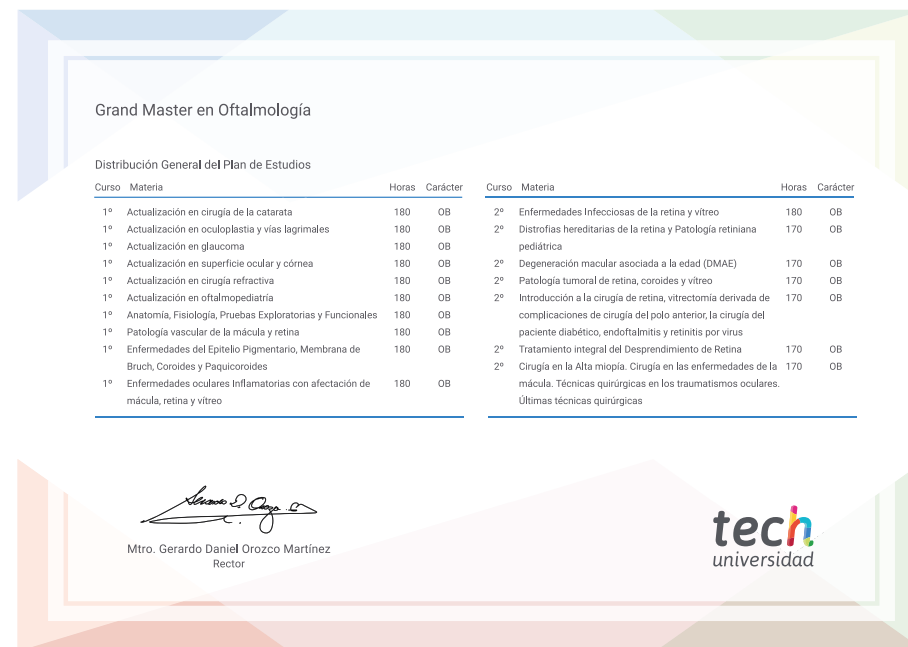 Grand Master en Oftalmología
Distribución General del Plan de Estudios
Curso Materia Horas Carácter
1º Actualización en cirugía de la catarata 180 OB
1º Actualización en oculoplastia y vías lagrimales 180 OB
1º Actualización en glaucoma 180 OB
1º Actualización en superficie ocular y córnea 180 OB
1º Actualización en cirugía refractiva 180 OB
1º Actualización en oftalmopediatría 180 OB
1º Anatomía, Fisiología, Pruebas Exploratorias y Funcionales 180 OB
1º Patología vascular de la mácula y retina 180 OB
1º Enfermedades del Epitelio Pigmentario, Membrana de 180 OB
Bruch, Coroides y Paquicoroides
1º Enfermedades oculares Inflamatorias con afectación de 180 OB
mácula, retina y vítreo
Curso Materia Horas Carácter
2º Enfermedades Infecciosas de la retina y vítreo 180 OB
2º Distrofias hereditarias de la retina y Patología retiniana 170 OB
pediátrica
2º Degeneración macular asociada a la edad (DMAE) 170 OB
2º Patología tumoral de retina, coroides y vítreo 170 OB
2º Introducción a la cirugía de retina, vitrectomía derivada de 170 OB
complicaciones de cirugía del polo anterior, la cirugía del
paciente diabético, endoftalmitis y retinitis por virus
2º Tratamiento integral del Desprendimiento de Retina 170 OB
2º Cirugía en la Alta miopía. Cirugía en las enfermedades de la 170 OB
mácula. Técnicas quirúrgicas en los traumatismos oculares.
Últimas técnicas quirúrgicas
Mtro. Gerardo Daniel Orozco Martínez
Rector
tech
universidad